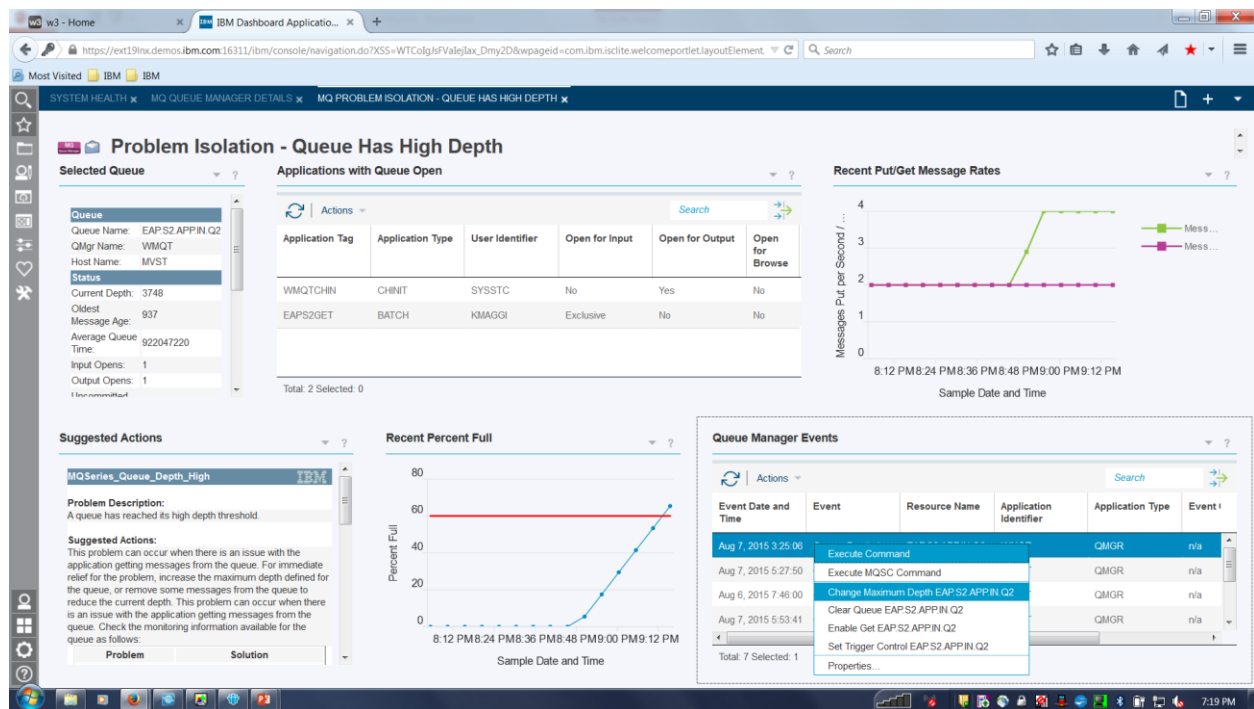 w3 - Home
IBM Dashboard Applicatio...
https://ext19lnx.demos.ibm.com:16311/ibm/console/navigation.do?XSS=WTColgJsFVaIejIax_Dmy2D&wpageid=com.ibm.isclite.welcomeportlet.layoutElement.
Search
Most Visited IBM IBM
SYSTEM HEALTH MQ QUEUE MANAGER DETAILS MQ PROBLEM ISOLATION - QUEUE HAS HIGH DEPTH
Problem Isolation - Queue Has High Depth
Selected Queue
Queue
Queue Name: EAP.S2.APP.IN.Q2
QMgr Name: WMQT
Host Name: MVST
Status
Current Depth: 3748
Oldest
Message Age: 937
Average Queue
Time: 922047220
Input Opens: 1
Output Opens: 1
Uncommitted
Applications with Queue Open
Actions
Search
Application Tag Application Type User Identifier Open for Input Open for Output Open for Browse
WMQTCHIN CHINIT SYSSTC No Yes No
EAPS2GET BATCH KMAGGI Exclusive No No
Total: 2 Selected: 0
Recent Put/Get Message Rates
Messages Put per Second / ...
4
3
2
1
0
8:12 PM 8:24 PM 8:36 PM 8:48 PM 9:00 PM 9:12 PM
Sample Date and Time
Mess...
Mess...
Suggested Actions
MQSeries_Queue_Depth_High IBM
Problem Description:
A queue has reached its high depth threshold.
Suggested Actions:
This problem can occur when there is an issue with the
application getting messages from the queue. For immediate
relief for the problem, increase the maximum depth defined for
the queue, or remove some messages from the queue to
reduce the current depth. This problem can occur when there
is an issue with the application getting messages from the
queue. Check the monitoring information available for the
queue as follows:
Problem Solution
Recent Percent Full
Percent Full
80
60
40
20
0
8:12 PM 8:24 PM 8:36 PM 8:48 PM 9:00 PM 9:12 PM
Sample Date and Time
Queue Manager Events
Actions
Search
Event Date and Time Event Resource Name Application Identifier Application Type Event
Aug 7, 2015 3:25:06 QMGR n/a
Aug 7, 2015 5:27:50 QMGR n/a
Aug 6, 2015 7:46:00 QMGR n/a
Aug 7, 2015 5:53:41 QMGR n/a
Execute Command
Execute MQSC Command
Change Maximum Depth EAP.S2.APP.IN.Q2
Clear Queue EAP.S2.APP.IN.Q2
Enable Get EAP.S2.APP.IN.Q2
Set Trigger Control EAP.S2.APP.IN.Q2
Properties...
Total: 7 Selected: 1
7:19 PM